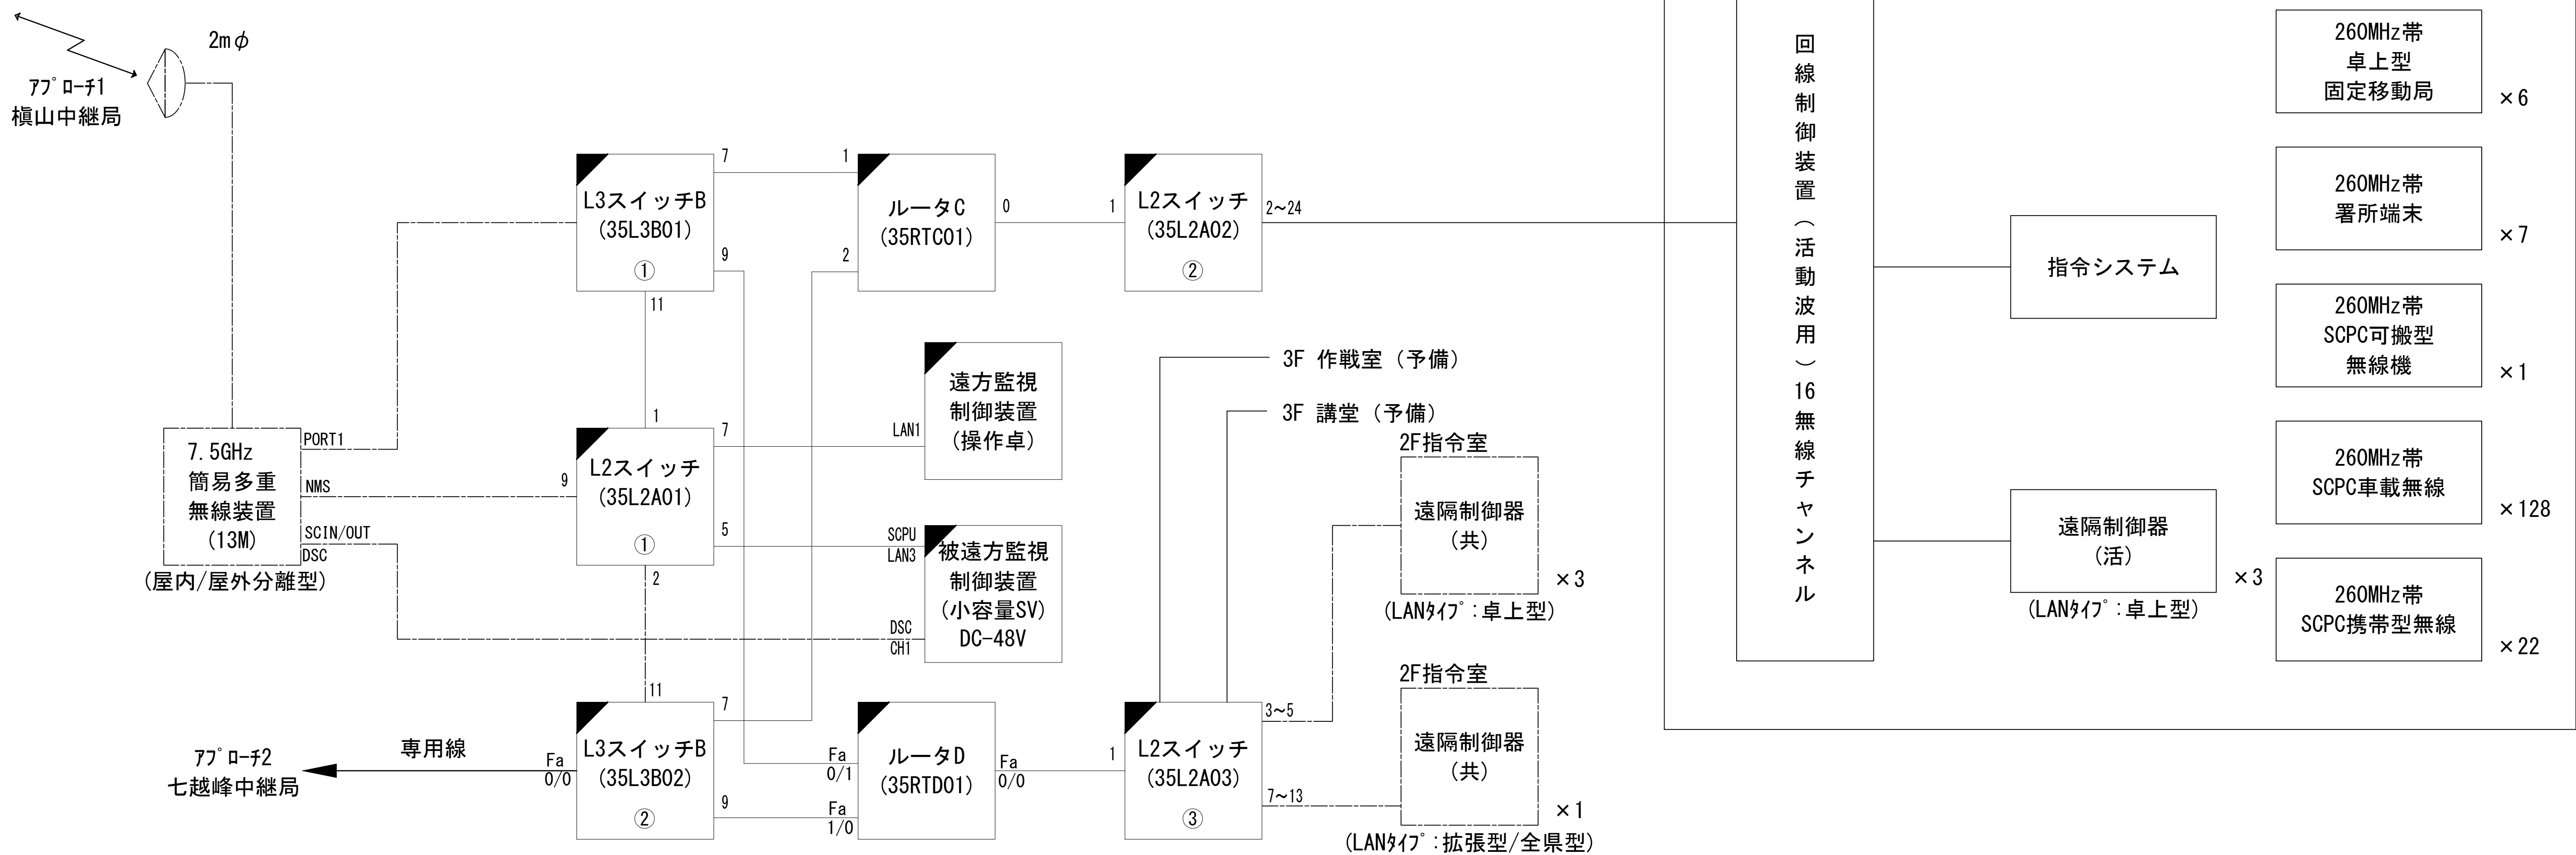 2mφ
ｱﾌﾟﾛｰﾁ1
槇山中継局
7.5GHz
簡易多重
無線装置
(13M)
(屋内/屋外分離型)
PORT1
NMS
SCIN/OUT
DSC
L3スイッチB
(35L3B01)
①
7
9
11
1
2
ルータC
(35RTC01)
0
1
L2スイッチ
(35L2A02)
②
2～24
1
9
L2スイッチ
(35L2A01)
①
7
5
2
LAN1
遠方監視
制御装置
(操作卓)
SCPU
LAN3
DSC
CH1
被遠方監視
制御装置
(小容量SV)
DC-48V
ｱﾌﾟﾛｰﾁ2
七越峰中継局
専用線
Fa
0/0
11
L3スイッチB
(35L3B02)
②
7
9
Fa
0/1
Fa
1/0
ルータD
(35RTD01)
Fa
0/0
1
L2スイッチ
(35L2A03)
③
3～5
7～13
3F 作戦室（予備）
3F 講堂（予備）
2F指令室
遠隔制御器
(共)
×3
(LANﾀｲﾌﾟ:卓上型)
2F指令室
遠隔制御器
(共)
×1
(LANﾀｲﾌﾟ:拡張型/全県型)
回線制御装置（活動波用）16無線チャンネル
指令システム
遠隔制御器
(活)
×3
(LANﾀｲﾌﾟ:卓上型)
260MHz帯
卓上型
固定移動局
×6
260MHz帯
署所端末
×7
260MHz帯
SCPC可搬型
無線機
×1
260MHz帯
SCPC車載無線
×128
260MHz帯
SCPC携帯型無線
×22